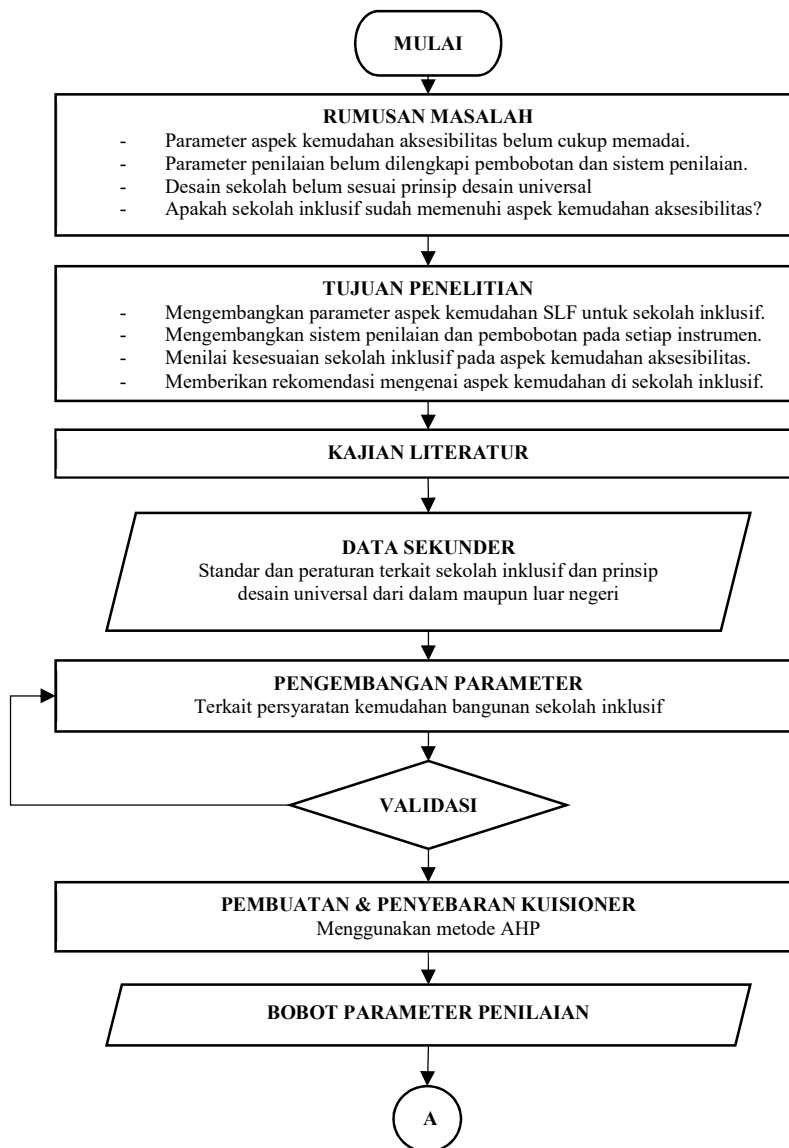 MULAI
RUMUSAN MASALAH
- Parameter aspek kemudahan aksesibilitas belum cukup memadai.
- Parameter penilaian belum dilengkapi pembobotan dan sistem penilaian.
- Desain sekolah belum sesuai prinsip desain universal
- Apakah sekolah inklusif sudah memenuhi aspek kemudahan aksesibilitas?
TUJUAN PENELITIAN
- Mengembangkan parameter aspek kemudahan SLF untuk sekolah inklusif.
- Mengembangkan sistem penilaian dan pembobotan pada setiap instrumen.
- Menilai kesesuaian sekolah inklusif pada aspek kemudahan aksesibilitas.
- Memberikan rekomendasi mengenai aspek kemudahan di sekolah inklusif.
KAJIAN LITERATUR
DATA SEKUNDER
Standar dan peraturan terkait sekolah inklusif dan prinsip
desain universal dari dalam maupun luar negeri
PENGEMBANGAN PARAMETER
Terkait persyaratan kemudahan bangunan sekolah inklusif
VALIDASI
PEMBUATAN & PENYEBARAN KUISIONER
Menggunakan metode AHP
BOBOT PARAMETER PENILAIAN
A